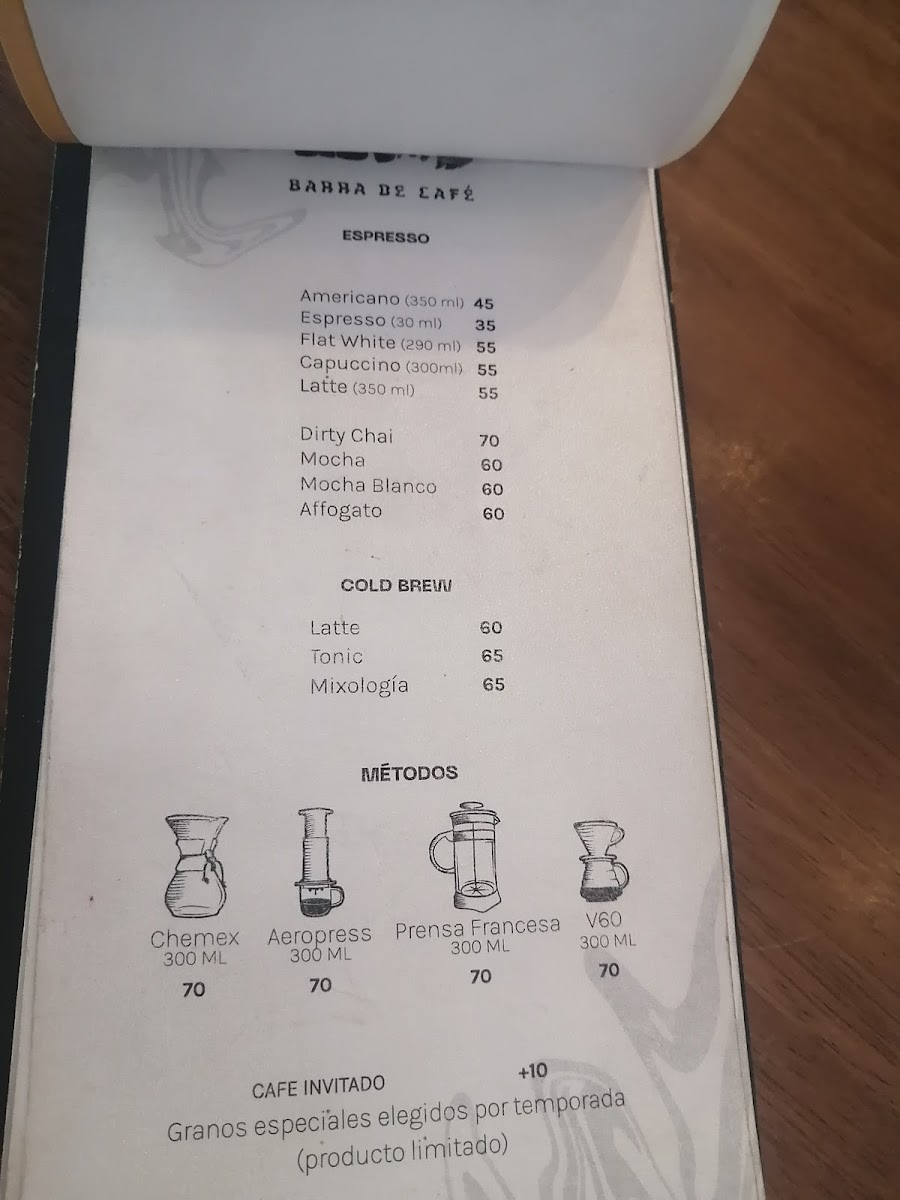 BARRA DE CAFÉ
ESPRESSO
Americano (350 ml) 45
Espresso (30 ml) 35
Flat White (290 ml) 55
Capuccino (300ml) 55
Latte (350 ml) 55
Dirty Chai 70
Mocha 60
Mocha Blanco 60
Affogato 60
COLD BREW
Latte 60
Tonic 65
Mixología 65
MÉTODOS
Chemex Aeropress Prensa Francesa V60
300 ML 300 ML 300 ML 300 ML
70 70 70 70
CAFE INVITADO +10
Granos especiales elegidos por temporada
(producto limitado)